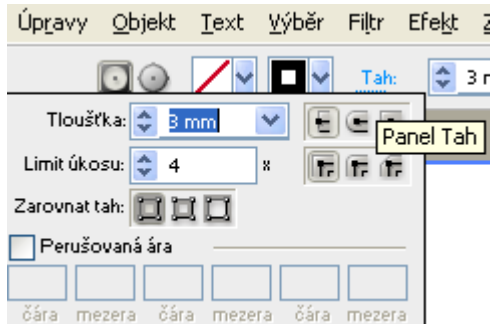 Úpravy Objekt Text Výběr Filtr Efekt
Tah: 3
Tloušťka: 3 mm
Panel Tah
Limit úkosu: 4 x
Zarovnat tah:
Perušovaná ára
čára mezera čára mezera čára mezera